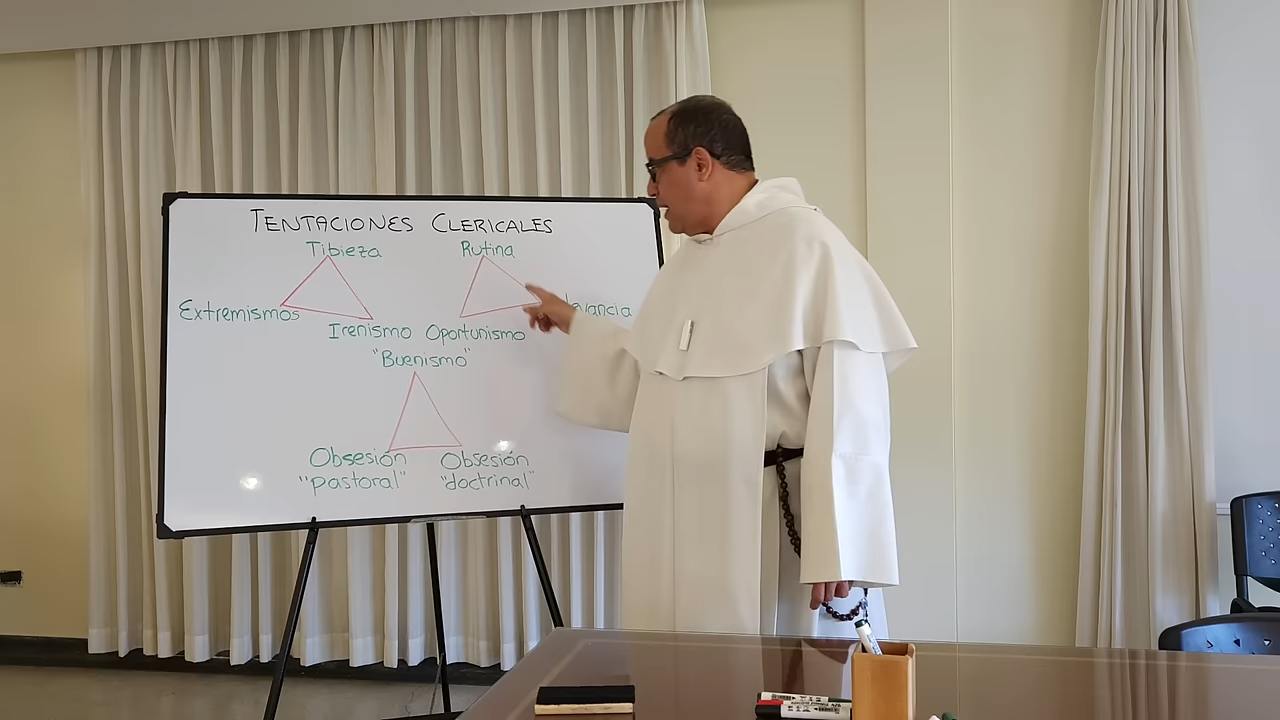 TENTACIONES CLERICALES
Tibieza
Rutina
Extremismos
Irenismo
Oportunismo
"Buenismo"
Obsesión
"pastoral"
Obsesión
"doctrinal"